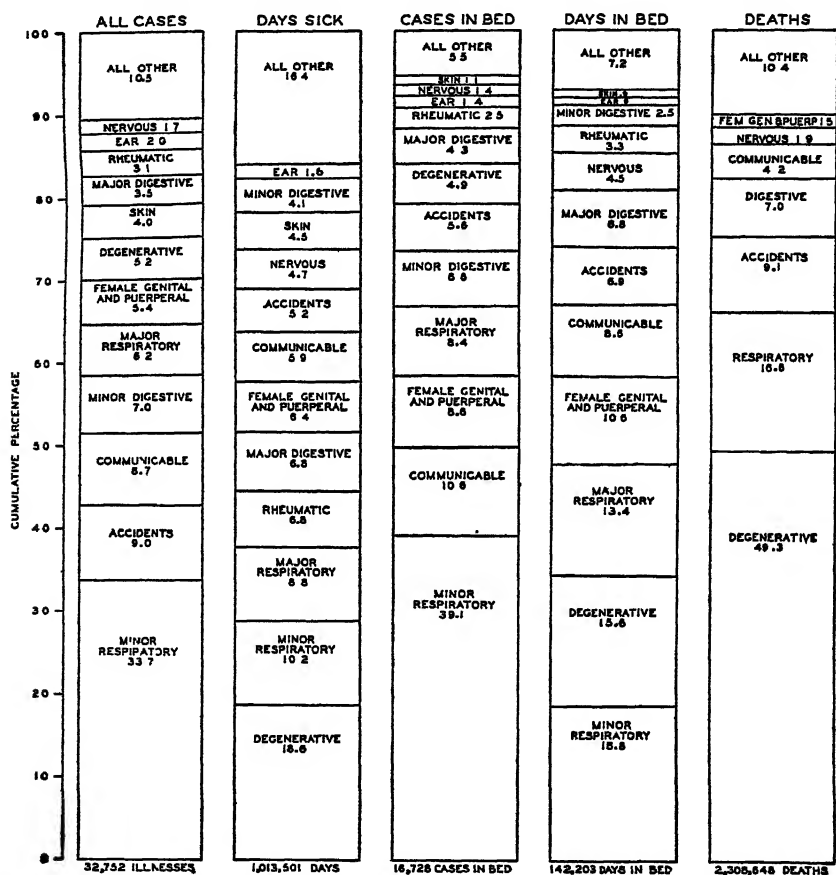 CUMULATIVE PERCENTAGE
100
90
80
70
60
50
40
30
20
10
0
ALL CASES
ALL OTHER
10.5
NERVOUS 1 7
EAR 2 0
RHEUMATIC
3 1
MAJOR DIGESTIVE
3.5
SKIN
4.0
DEGENERATIVE
5 2
FEMALE GENITAL
AND PUERPERAL
5.4
MAJOR
RESPIRATORY
6 2
MINOR DIGESTIVE
7.0
COMMUNICABLE
8.7
ACCIDENTS
9.0
MINOR
RESPIRATORY
33 7
32,752 ILLNESSES
DAYS SICK
ALL OTHER
16 4
EAR 1.6
MINOR DIGESTIVE
4.1
SKIN
4.5
NERVOUS
4.7
ACCIDENTS
5 2
COMMUNICABLE
5 9
FEMALE GENITAL
AND PUERPERAL
6 4
MAJOR DIGESTIVE
6.8
RHEUMATIC
6.8
MAJOR
RESPIRATORY
8 8
MINOR
RESPIRATORY
10 2
DEGENERATIVE
18.6
1,013,501 DAYS
CASES IN BED
ALL OTHER
5 5
SKIN 1 1
NERVOUS 1 4
EAR 1 4
RHEUMATIC 2 5
MAJOR DIGESTIVE
4 3
DEGENERATIVE
4.9
ACCIDENTS
5.6
MINOR DIGESTIVE
6 6
MAJOR
RESPIRATORY
8.4
FEMALE GENITAL
AND PUERPERAL
8.6
COMMUNICABLE
10 6
MINOR
RESPIRATORY
39.1
16,728 CASES IN BED
DAYS IN BED
ALL OTHER
7.2
SKIN .9
EAR 9
MINOR DIGESTIVE 2.5
RHEUMATIC
3.3
NERVOUS
4.5
MAJOR DIGESTIVE
6.8
ACCIDENTS
6.9
COMMUNICABLE
8.5
FEMALE GENITAL
AND PUERPERAL
10 6
MAJOR
RESPIRATORY
13.4
DEGENERATIVE
15.6
MINOR
RESPIRATORY
18.8
142,203 DAYS IN BED
DEATHS
ALL OTHER
10 4
FEM GEN & PUERP 1 5
NERVOUS 1 9
COMMUNICABLE
4 2
DIGESTIVE
7.0
ACCIDENTS
9.1
RESPIRATORY
16.6
DEGENERATIVE
49.3
2,308,648 DEATHS